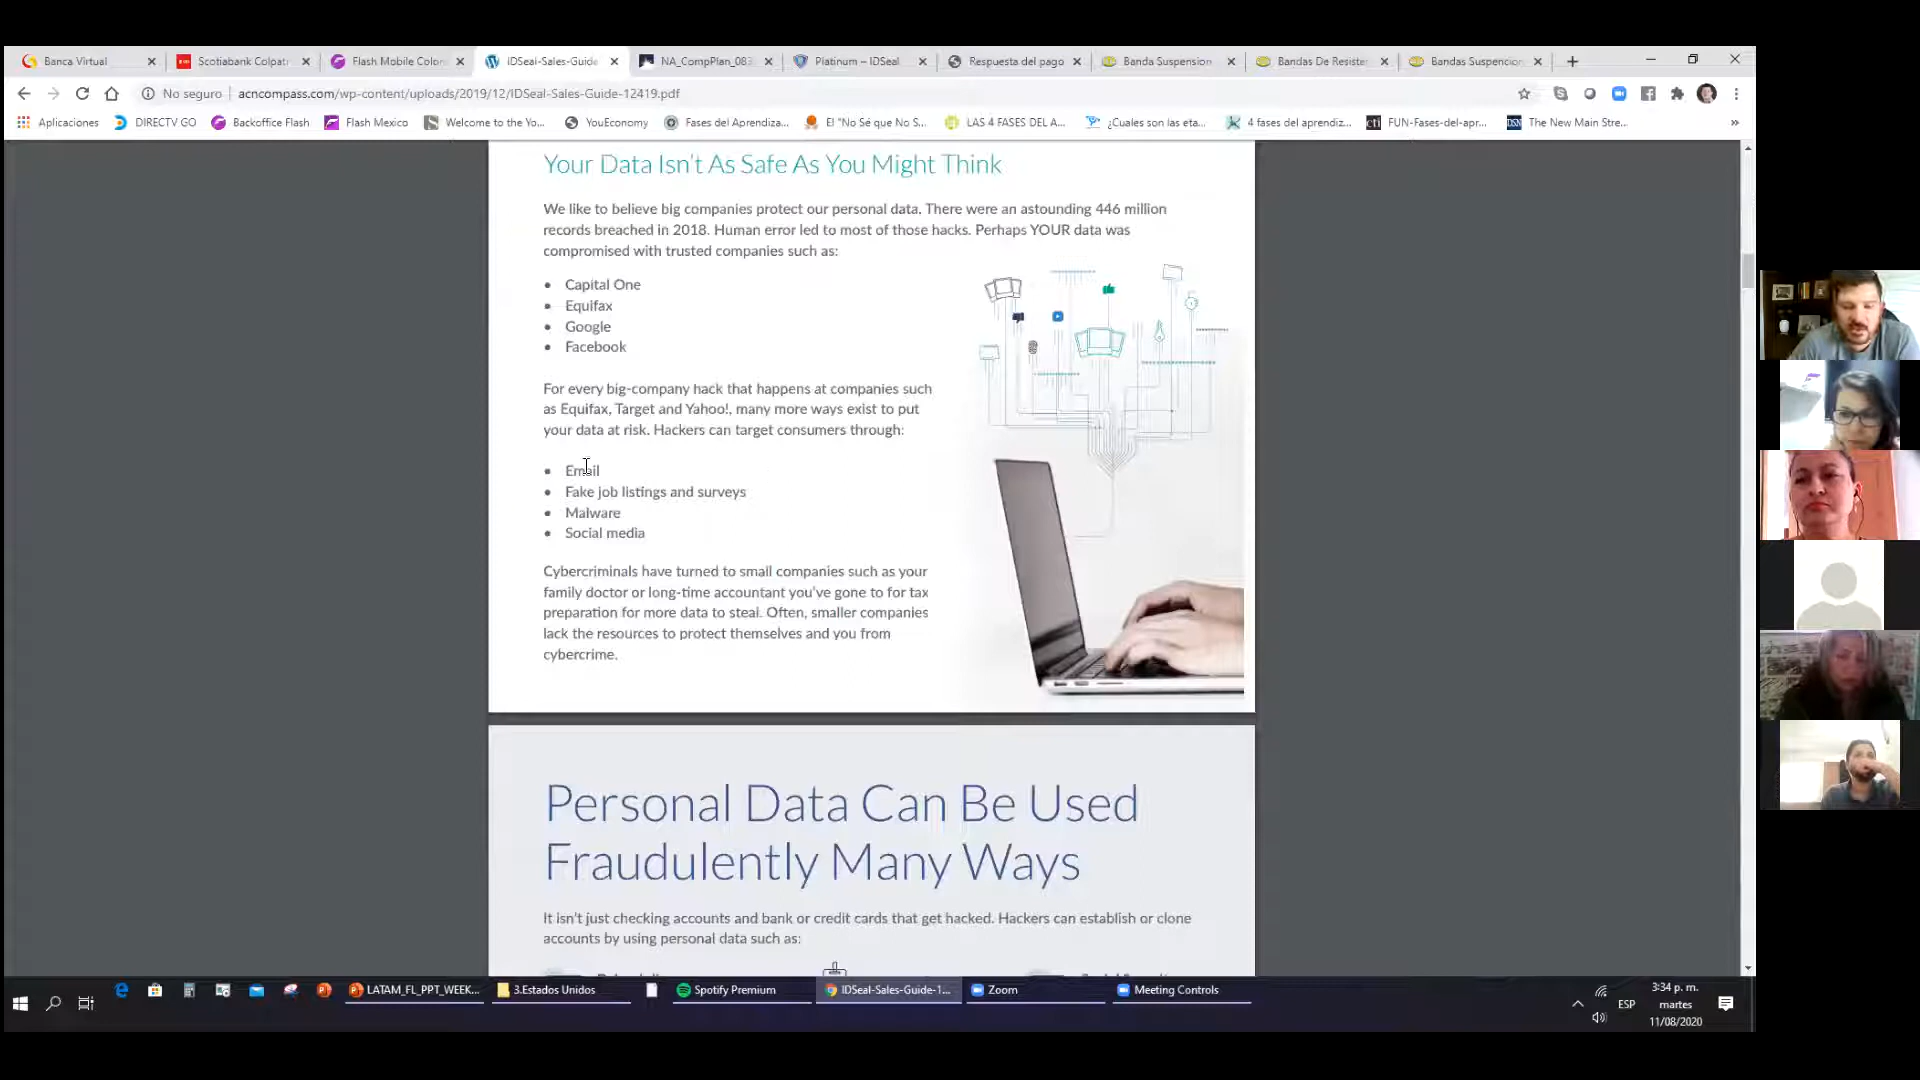 Banca Virtual
Scotiabank Colpatr
Flash Mobile Colom
IDSeal-Sales-Guide
NA_CompPlan_083
Platinum – IDSeal
Respuesta del pago
Banda Suspension
Bandas De Resisten
Bandas Suspension
No seguro
acncompass.com/wp-content/uploads/2019/12/IDSeal-Sales-Guide-12419.pdf
Aplicaciones
DIRECTV GO
Backoffice Flash
Flash Mexico
Welcome to the Yo...
YouEconomy
Fases del Aprendiza...
El "No Sé que No S...
LAS 4 FASES DEL A...
¿Cuales son las eta...
4 fases del aprendiz...
FUN-Fases-del-apr...
The New Main Stre...
Your Data Isn't As Safe As You Might Think
We like to believe big companies protect our personal data. There were an astounding 446 million
records breached in 2018. Human error led to most of those hacks. Perhaps YOUR data was
compromised with trusted companies such as:
• Capital One
• Equifax
• Google
• Facebook
For every big-company hack that happens at companies such
as Equifax, Target and Yahoo!, many more ways exist to put
your data at risk. Hackers can target consumers through:
• Email
• Fake job listings and surveys
• Malware
• Social media
Cybercriminals have turned to small companies such as your
family doctor or long-time accountant you've gone to for tax
preparation for more data to steal. Often, smaller companies
lack the resources to protect themselves and you from
cybercrime.
Personal Data Can Be Used
Fraudulently Many Ways
It isn't just checking accounts and bank or credit cards that get hacked. Hackers can establish or clone
accounts by using personal data such as:
LATAM_FL_PPT_WEEK...
3.Estados Unidos
Spotify Premium
IDSeal-Sales-Guide-1...
Zoom
Meeting Controls
ESP
3:34 p. m.
martes
11/08/2020